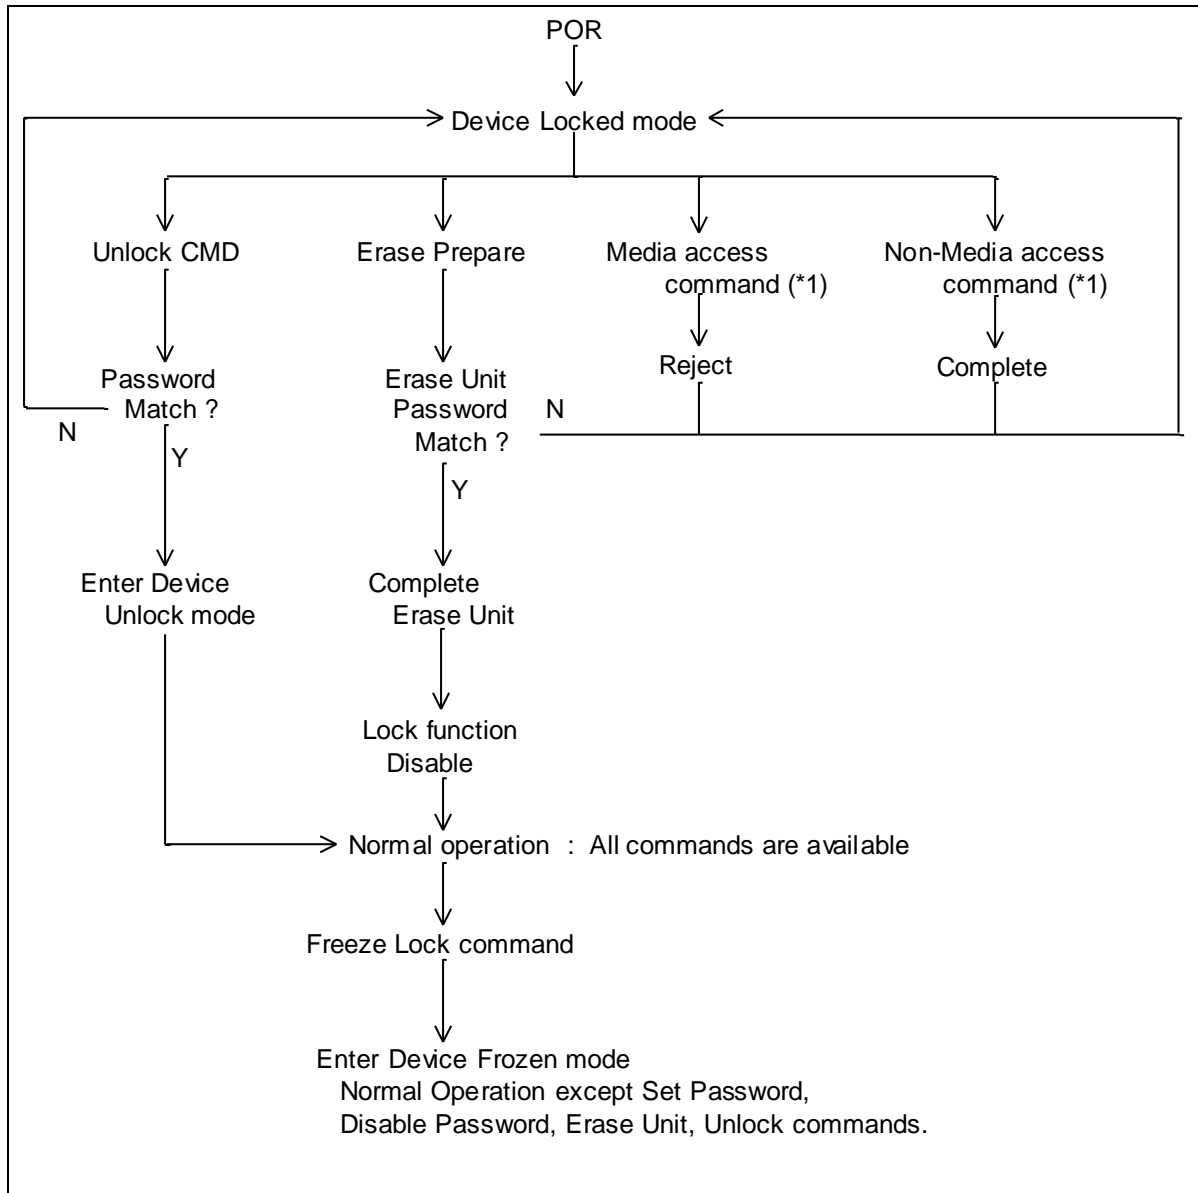 POR
Device Locked mode
Unlock CMD
Erase Prepare
Media access
command (*1)
Non-Media access
command (*1)
Password
Match ?
N
Y
Erase Unit
Password
Match ?
N
Y
Reject
Complete
Enter Device
Unlock mode
Complete
Erase Unit
Lock function
Disable
Normal operation : All commands are available
Freeze Lock command
Enter Device Frozen mode
Normal Operation except Set Password,
Disable Password, Erase Unit, Unlock commands.